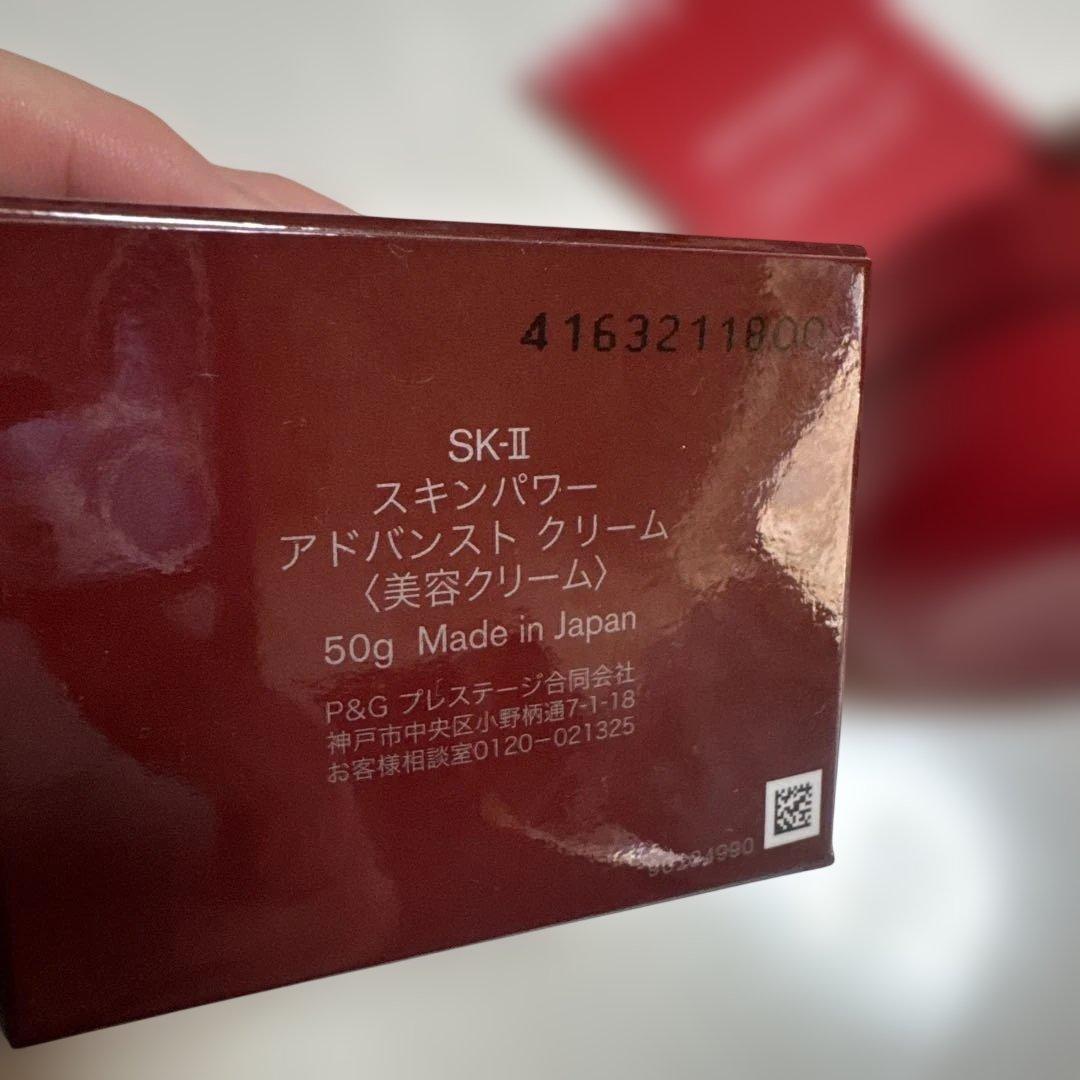 4163211800
SK-Ⅱ
スキンパワー
アドバンスト クリーム
〈美容クリーム〉
50g Made in Japan
P&G プレステージ合同会社
神戸市中央区小野柄通7-1-18
お客様相談室0120−021325